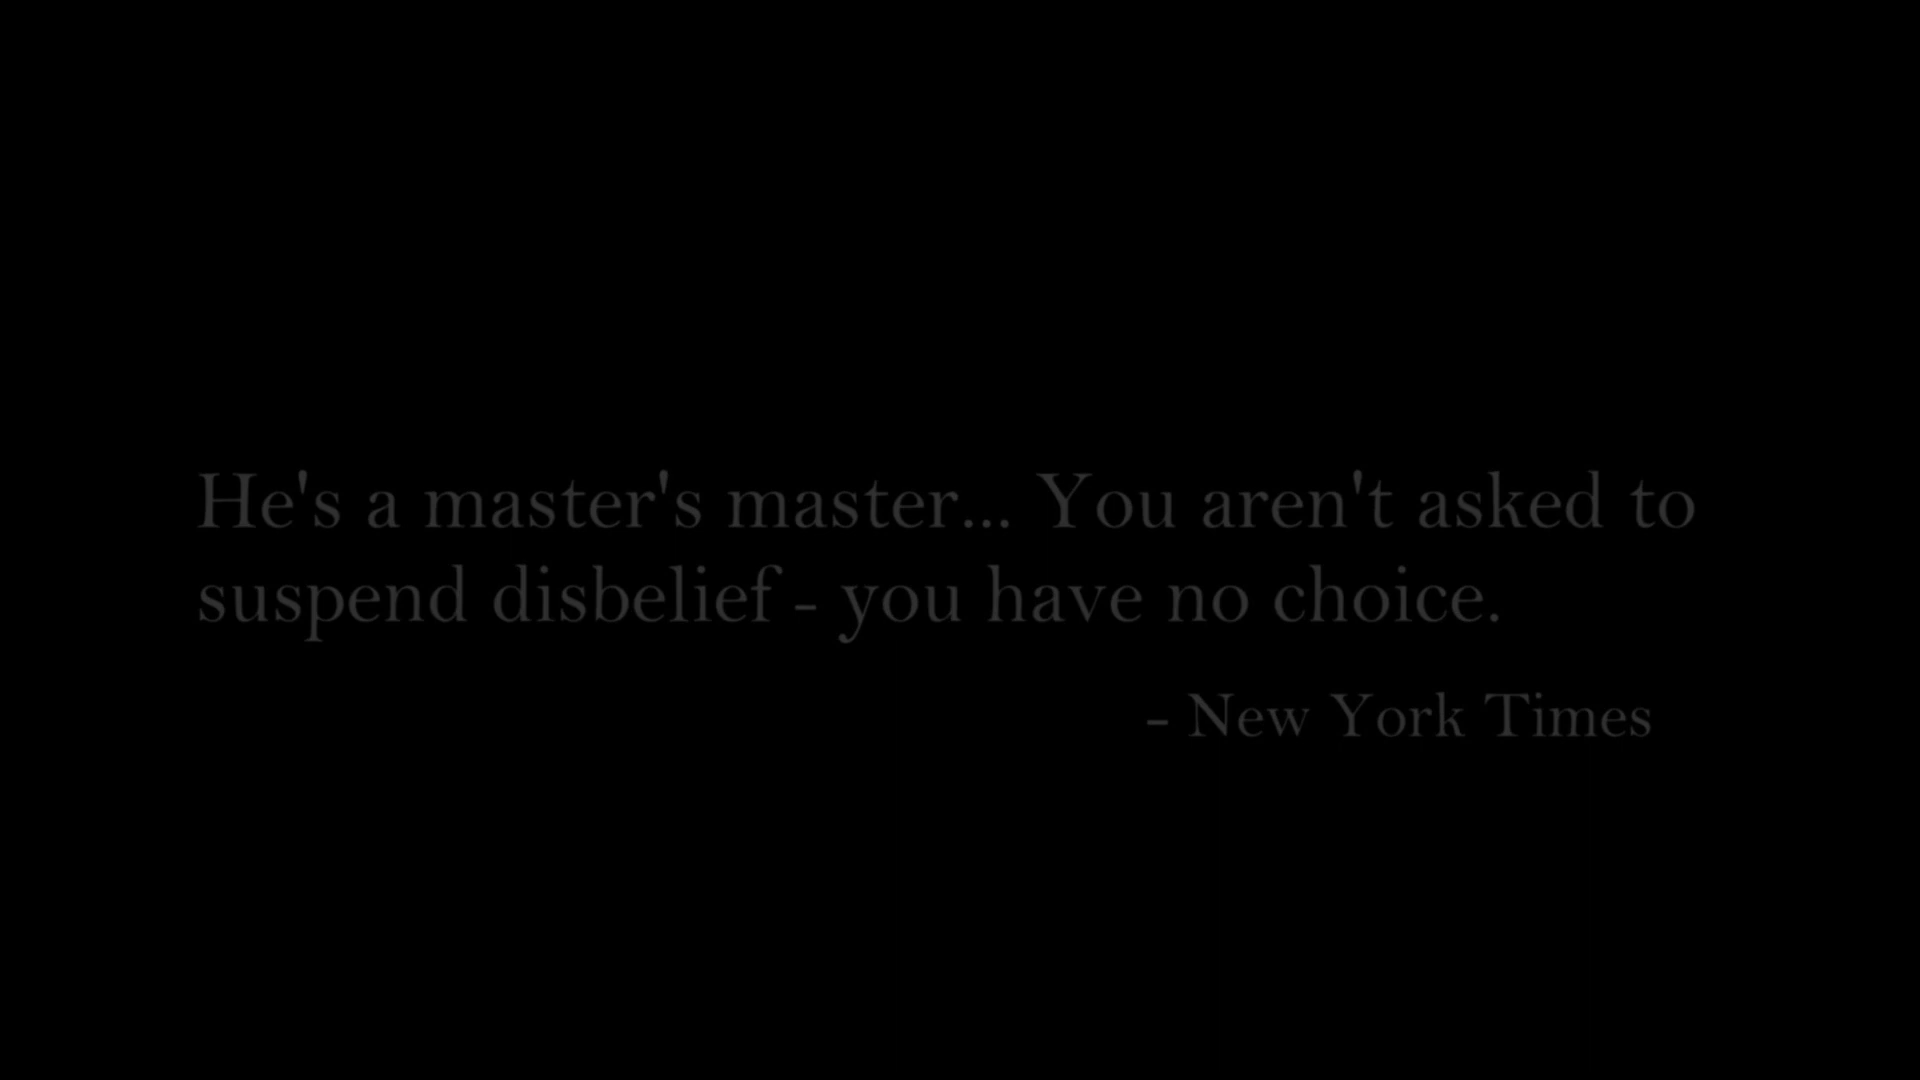 He's a master's master... You aren't asked to
suspend disbelief - you have no choice.
- New York Times